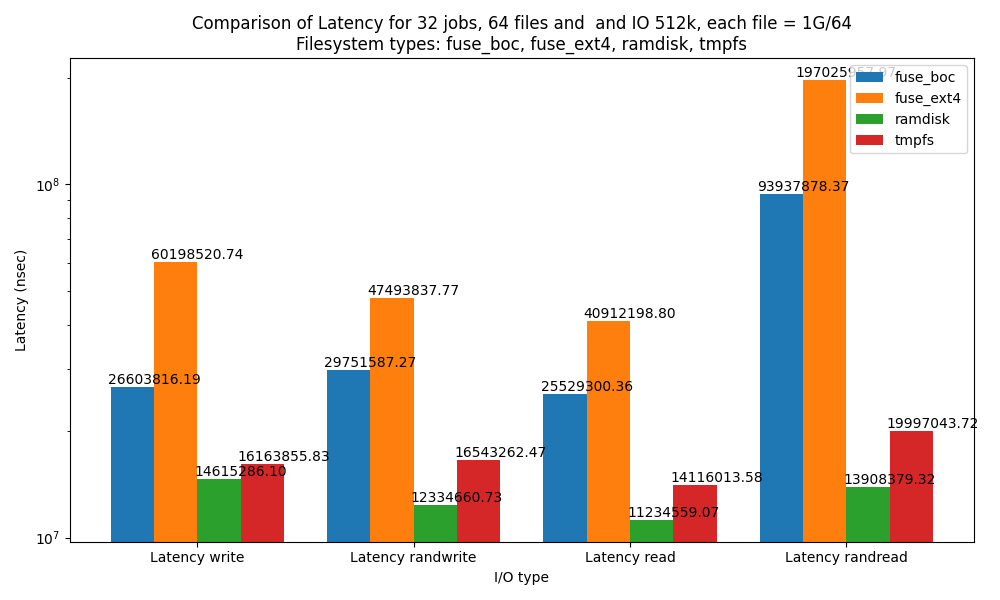 Comparison of Latency for 32 jobs, 64 files and  and IO 512k, each file = 1G/64
Filesystem types: fuse_boc, fuse_ext4, ramdisk, tmpfs
fuse_boc
fuse_ext4
ramdisk
tmpfs
197025957.07
93937878.37
60198520.74
47493837.77
40912198.80
29751587.27
26603816.19
25529300.36
19997043.72
16163855.83
14615286.10
16543262.47
12334660.73
14116013.58
11234559.07
13908379.32
10^8
10^7
Latency (nsec)
Latency write
Latency randwrite
Latency read
Latency randread
I/O type